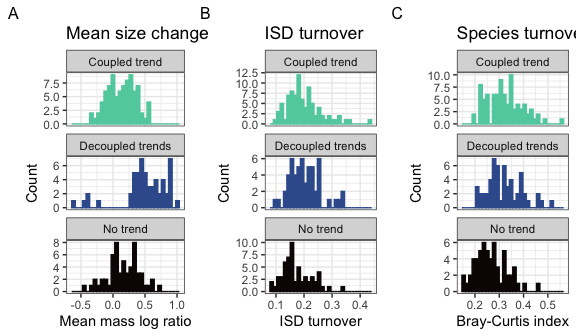 A
B
C
Mean size change
ISD turnover
Species turnove
Coupled trend
Coupled trend
Coupled trend
7.5
5.0
2.5
0.0
12.5
10.0
7.5
5.0
2.5
0.0
10.0
7.5
5.0
2.5
0.0
Decoupled trends
Decoupled trends
Decoupled trends
Count
6
4
2
0
Count
6
4
2
0
Count
6
4
2
0
No trend
No trend
No trend
8
6
4
2
0
10.0
7.5
5.0
2.5
0.0
6
4
2
0
-0.5 0.0 0.5 1.0
0.1 0.2 0.3 0.4
0.2 0.3 0.4 0.5
Mean mass log ratio
ISD turnover
Bray-Curtis index